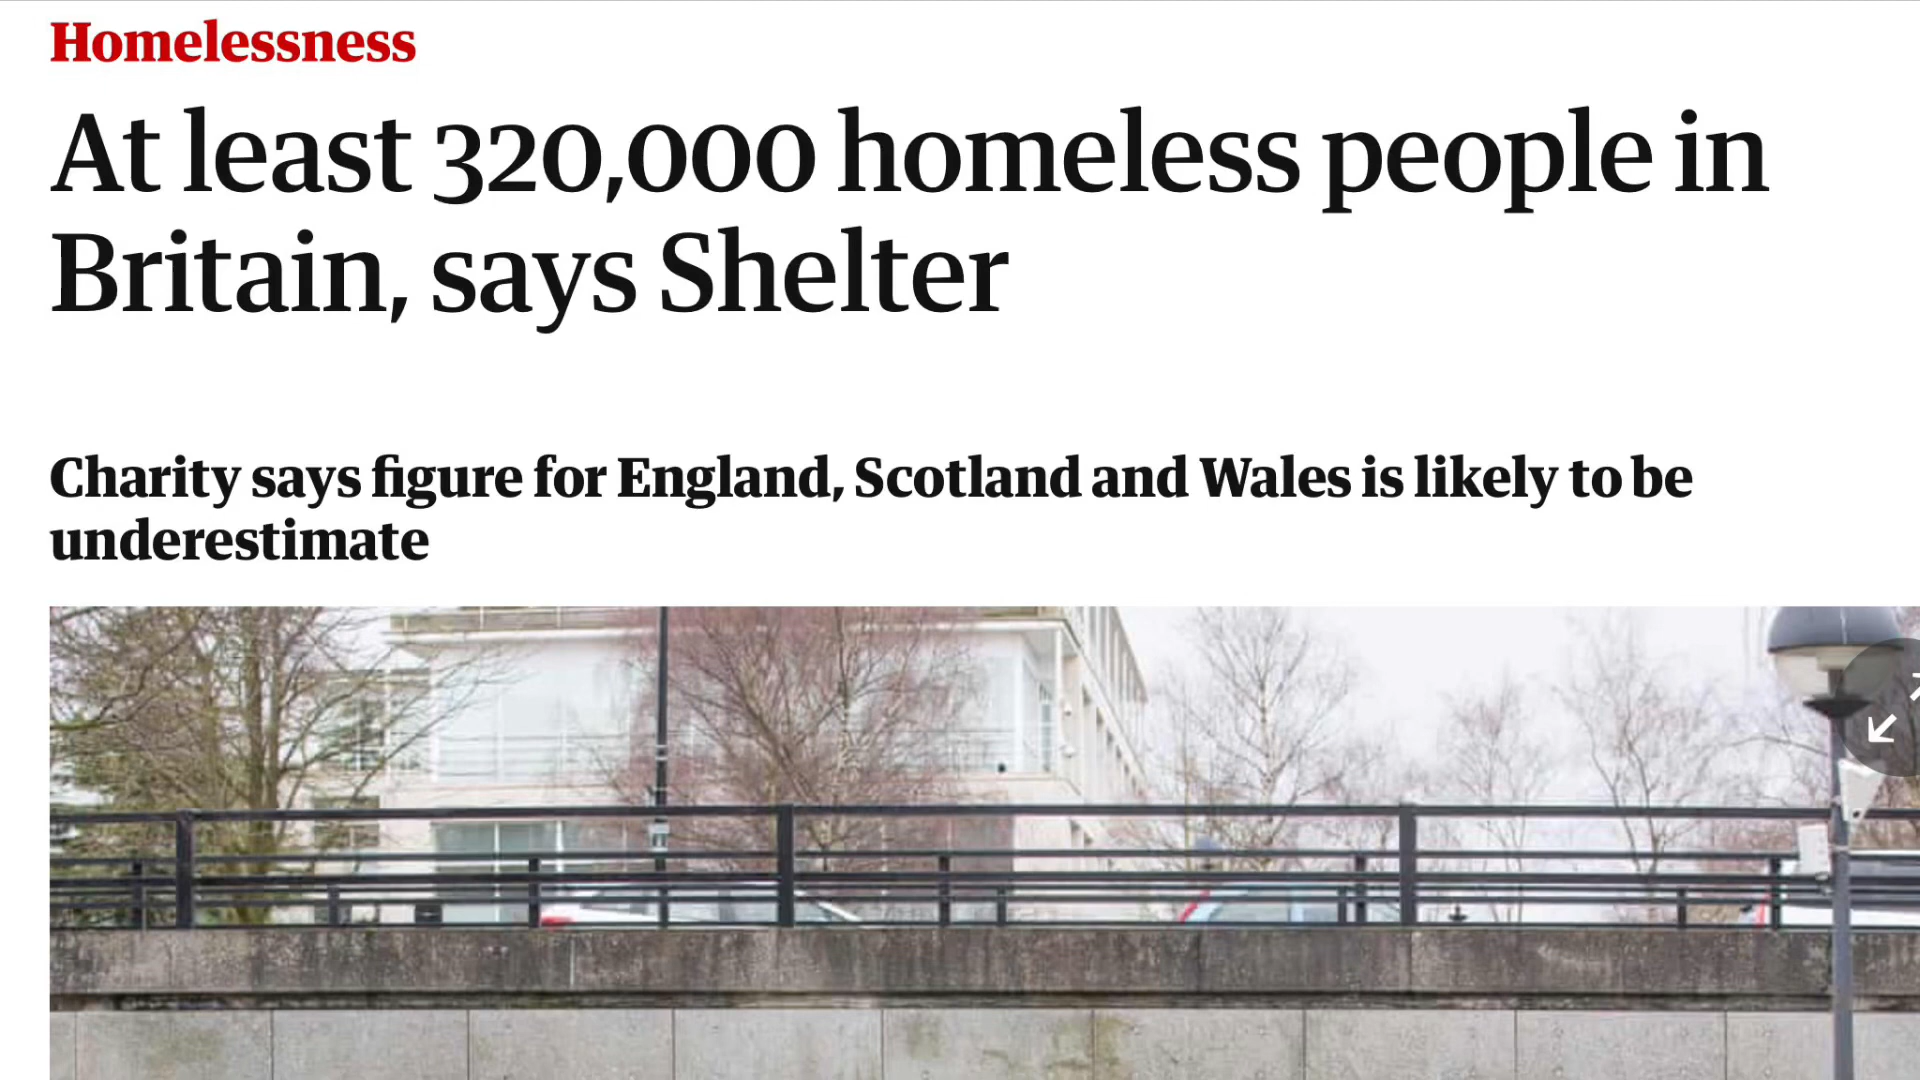 Homelessness
At least 320,000 homeless people in
Britain, says Shelter
Charity says figure for England, Scotland and Wales is likely to be
underestimate